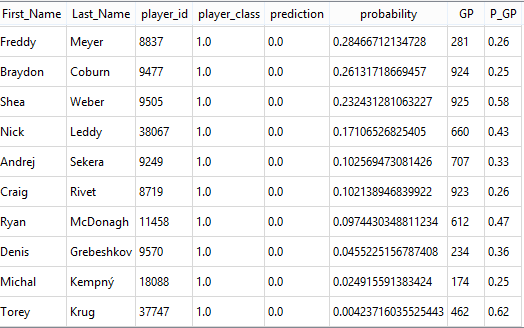 First_Name Last_Name player_id player_class prediction probability GP P_GP
Freddy Meyer 8837 1.0 0.0 0.28466712134728 281 0.26
Braydon Coburn 9477 1.0 0.0 0.26131718669457 924 0.25
Shea Weber 9505 1.0 0.0 0.232431281063227 925 0.58
Nick Leddy 38067 1.0 0.0 0.17106526825405 660 0.43
Andrej Sekera 9249 1.0 0.0 0.102569473081426 707 0.33
Craig Rivet 8719 1.0 0.0 0.102138946839922 923 0.26
Ryan McDonagh 11458 1.0 0.0 0.0974430348811234 612 0.47
Denis Grebeshkov 9570 1.0 0.0 0.0455225156787408 234 0.36
Michal Kempný 18088 1.0 0.0 0.024915591383424 174 0.25
Torey Krug 37747 1.0 0.0 0.00423716035525443 462 0.62